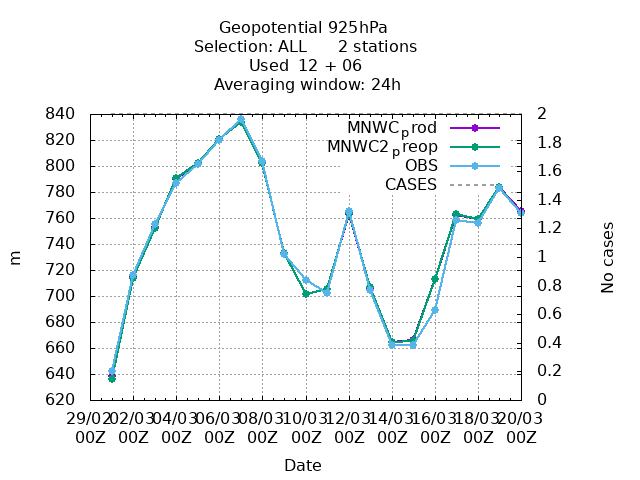 Geopotential 925hPa
Selection: ALL      2 stations
Used  12 + 06
Averaging window: 24h
840 2
MNWCprod
820 1.8
MNWC2preop
800 OBS 1.6
780 CASES 1.4
760 1.2
740
720 1
700 0.8
680 0.6
660 0.4
640 0.2
620 0
m
No cases
29/02 02/03 04/03 06/03 08/03 10/03 12/03 14/03 16/03 18/03 20/03
00Z 00Z 00Z 00Z 00Z 00Z 00Z 00Z 00Z 00Z 00Z
Date